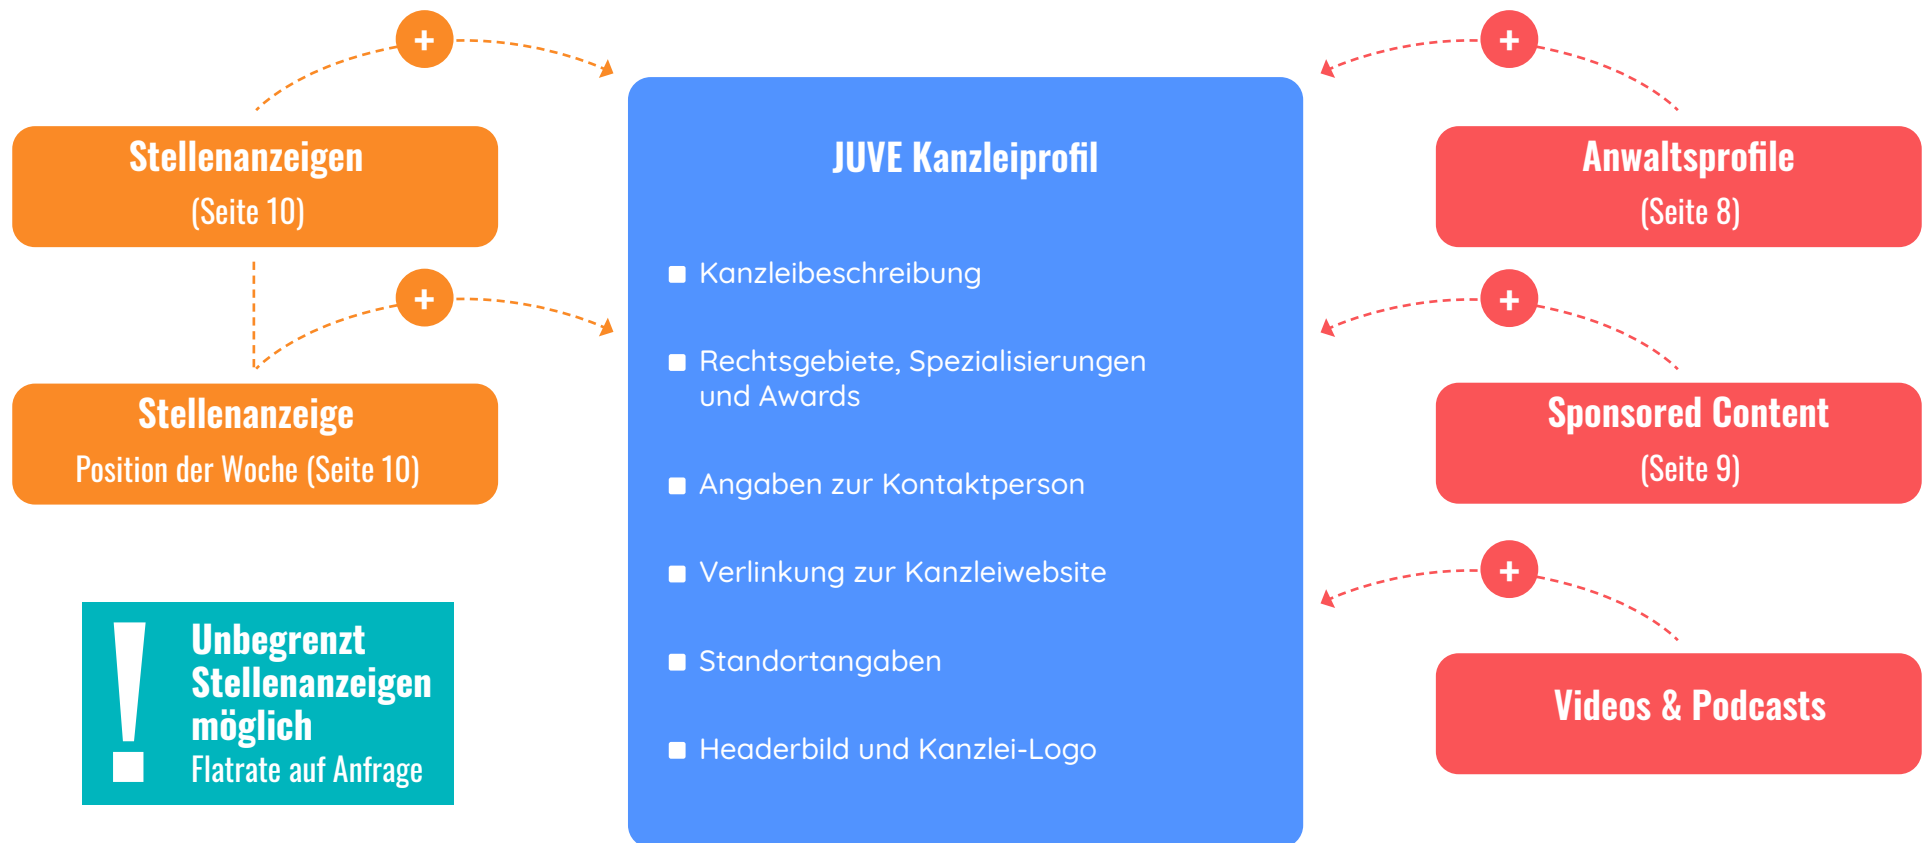 +
Stellenanzeigen
(Seite 10)
+
Stellenanzeige
Position der Woche (Seite 10)
!
Unbegrenzt
Stellenanzeigen
möglich
Flatrate auf Anfrage
JUVE Kanzleiprofil
Kanzleibeschreibung
Rechtsgebiete, Spezialisierungen
und Awards
Angaben zur Kontaktperson
Verlinkung zur Kanzleiwebsite
Standortangaben
Headerbild und Kanzlei-Logo
+
Anwaltsprofile
(Seite 8)
+
Sponsored Content
(Seite 9)
+
Videos & Podcasts